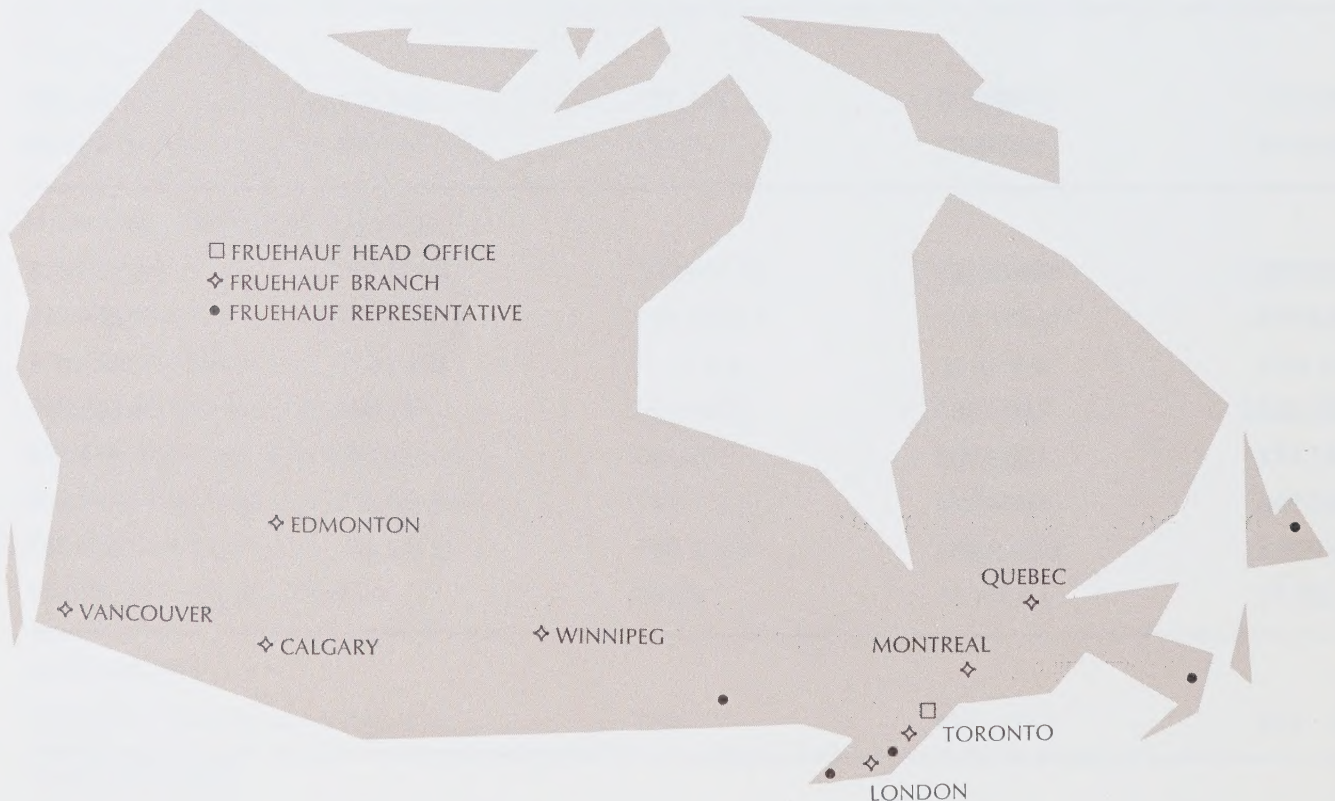 FRUEHAUF HEAD OFFICE
FRUEHAUF BRANCH
FRUEHAUF REPRESENTATIVE
EDMONTON
QUEBEC
VANCOUVER
CALGARY
WINNIPEG
MONTREAL
TORONTO
LONDON